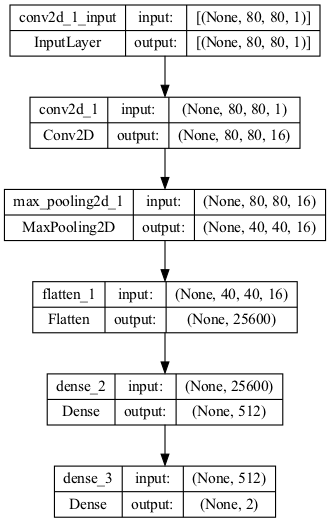 conv2d_1_input input: [(None, 80, 80, 1)]
InputLayer output: [(None, 80, 80, 1)]
conv2d_1 input: (None, 80, 80, 1)
Conv2D output: (None, 80, 80, 16)
max_pooling2d_1 input: (None, 80, 80, 16)
MaxPooling2D output: (None, 40, 40, 16)
flatten_1 input: (None, 40, 40, 16)
Flatten output: (None, 25600)
dense_2 input: (None, 25600)
Dense output: (None, 512)
dense_3 input: (None, 512)
Dense output: (None, 2)